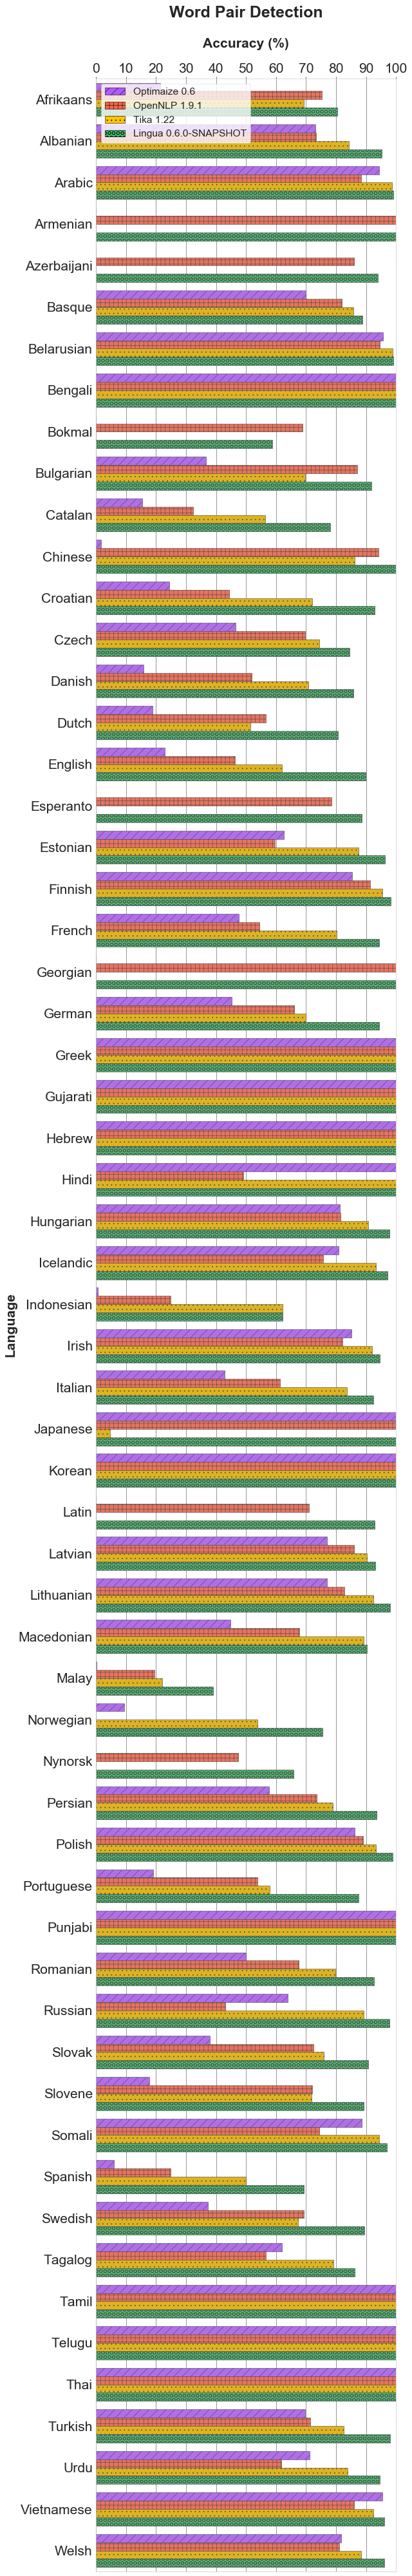 Word Pair Detection
Accuracy (%)
0 10 20 30 40 50 60 70 80 90 100
Optimaize 0.6
OpenNLP 1.9.1
Tika 1.22
Lingua 0.6.0-SNAPSHOT
Language
Afrikaans
Albanian
Arabic
Armenian
Azerbaijani
Basque
Belarusian
Bengali
Bokmal
Bulgarian
Catalan
Chinese
Croatian
Czech
Danish
Dutch
English
Esperanto
Estonian
Finnish
French
Georgian
German
Greek
Gujarati
Hebrew
Hindi
Hungarian
Icelandic
Indonesian
Irish
Italian
Japanese
Korean
Latin
Latvian
Lithuanian
Macedonian
Malay
Norwegian
Nynorsk
Persian
Polish
Portuguese
Punjabi
Romanian
Russian
Slovak
Slovene
Somali
Spanish
Swedish
Tagalog
Tamil
Telugu
Thai
Turkish
Urdu
Vietnamese
Welsh